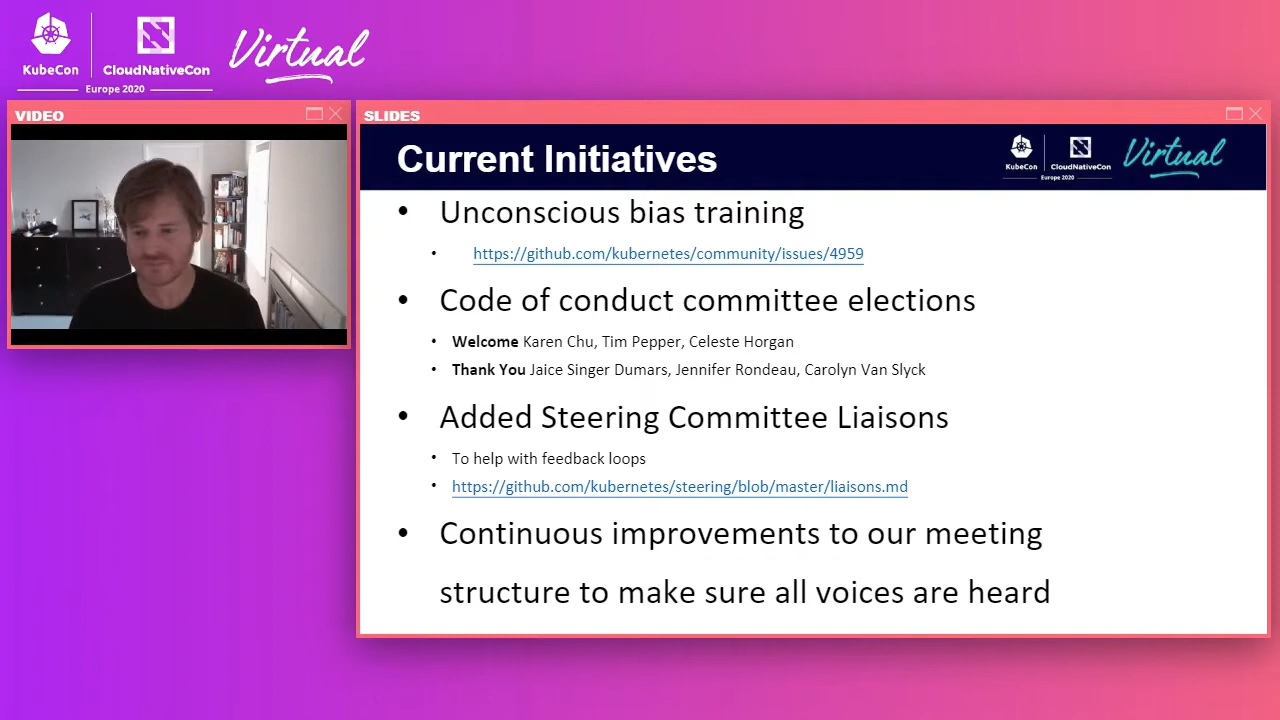 KubeCon
CloudNativeCon
Virtual
Europe 2020
VIDEO
SLIDES
Current Initiatives
KubeCon
CloudNativeCon
Virtual
Europe 2020
• Unconscious bias training
• https://github.com/kubernetes/community/issues/4959
• Code of conduct committee elections
• Welcome Karen Chu, Tim Pepper, Celeste Horgan
• Thank You Jaice Singer Dumars, Jennifer Rondeau, Carolyn Van Slyck
• Added Steering Committee Liaisons
• To help with feedback loops
• https://github.com/kubernetes/steering/blob/master/liaisons.md
• Continuous improvements to our meeting
structure to make sure all voices are heard